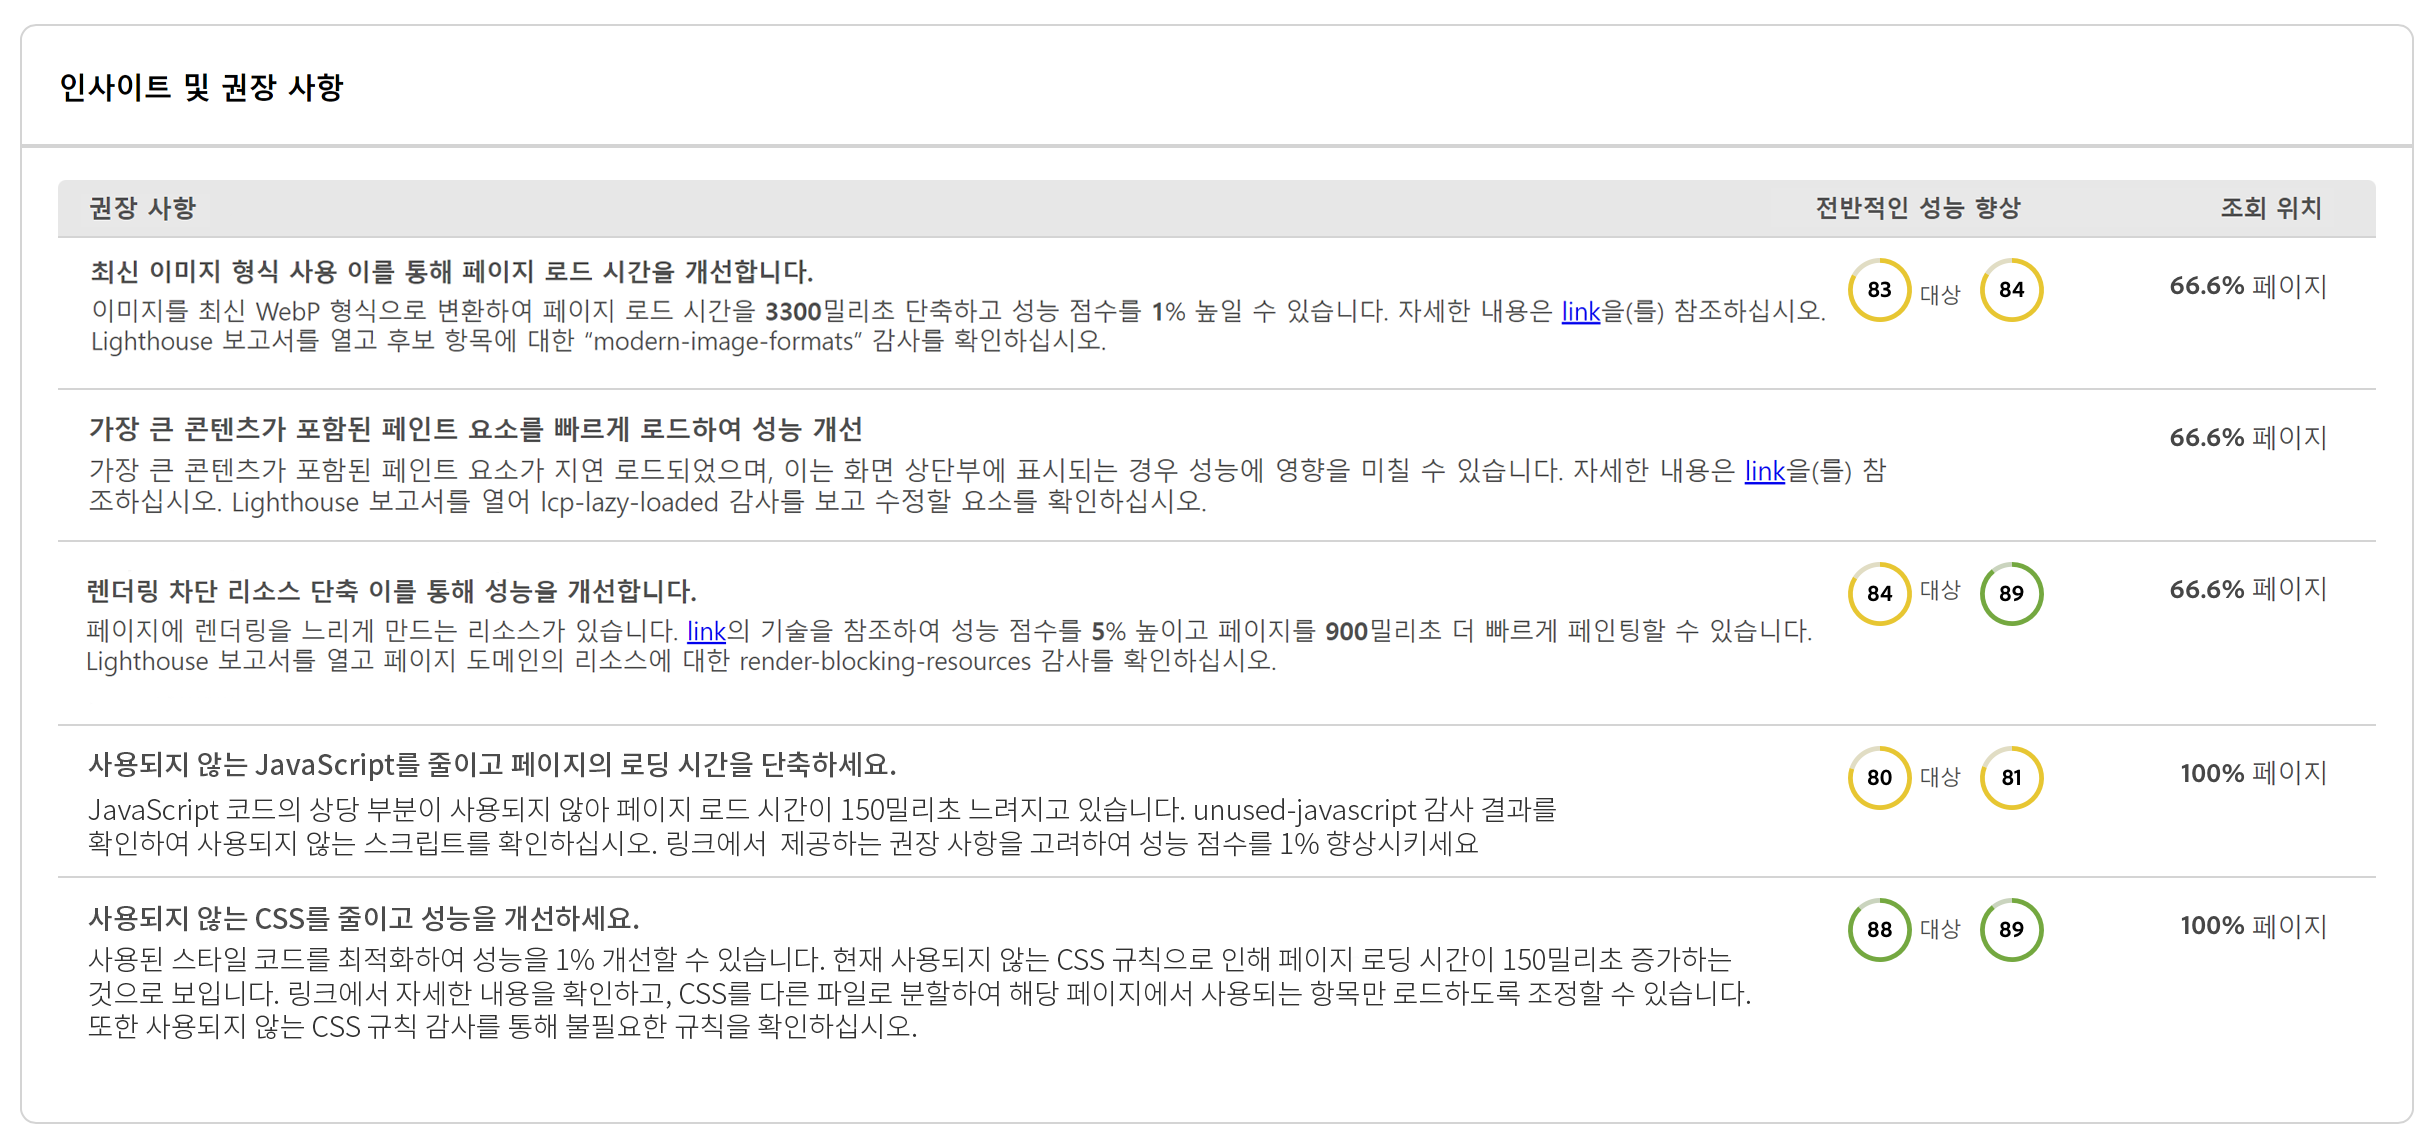 인사이트 및 권장 사항
권장 사항 전반적인 성능 향상 조회 위치
최신 이미지 형식 사용 이를 통해 페이지 로드 시간을 개선합니다.
이미지를 최신 WebP 형식으로 변환하여 페이지 로드 시간을 3300밀리초 단축하고 성능 점수를 1% 높일 수 있습니다. 자세한 내용은 link을(를) 참조하십시오.
Lighthouse 보고서를 열고 후보 항목에 대한 “modern-image-formats” 감사를 확인하십시오.
83 대상 84
66.6% 페이지
가장 큰 콘텐츠가 포함된 페인트 요소를 빠르게 로드하여 성능 개선
가장 큰 콘텐츠가 포함된 페인트 요소가 지연 로드되었으며, 이는 화면 상단부에 표시되는 경우 성능에 영향을 미칠 수 있습니다. 자세한 내용은 link을(를) 참
조하십시오. Lighthouse 보고서를 열어 lcp-lazy-loaded 감사를 보고 수정할 요소를 확인하십시오.
66.6% 페이지
렌더링 차단 리소스 단축 이를 통해 성능을 개선합니다.
페이지에 렌더링을 느리게 만드는 리소스가 있습니다. link의 기술을 참조하여 성능 점수를 5% 높이고 페이지를 900밀리초 더 빠르게 페인팅할 수 있습니다.
Lighthouse 보고서를 열고 페이지 도메인의 리소스에 대한 render-blocking-resources 감사를 확인하십시오.
84 대상 89
66.6% 페이지
사용되지 않는 JavaScript를 줄이고 페이지의 로딩 시간을 단축하세요.
JavaScript 코드의 상당 부분이 사용되지 않아 페이지 로드 시간이 150밀리초 느려지고 있습니다. unused-javascript 감사 결과를
확인하여 사용되지 않는 스크립트를 확인하십시오. 링크에서 제공하는 권장 사항을 고려하여 성능 점수를 1% 향상시키세요
80 대상 81
100% 페이지
사용되지 않는 CSS를 줄이고 성능을 개선하세요.
사용된 스타일 코드를 최적화하여 성능을 1% 개선할 수 있습니다. 현재 사용되지 않는 CSS 규칙으로 인해 페이지 로딩 시간이 150밀리초 증가하는
것으로 보입니다. 링크에서 자세한 내용을 확인하고, CSS를 다른 파일로 분할하여 해당 페이지에서 사용되는 항목만 로드하도록 조정할 수 있습니다.
또한 사용되지 않는 CSS 규칙 감사를 통해 불필요한 규칙을 확인하십시오.
88 대상 89
100% 페이지